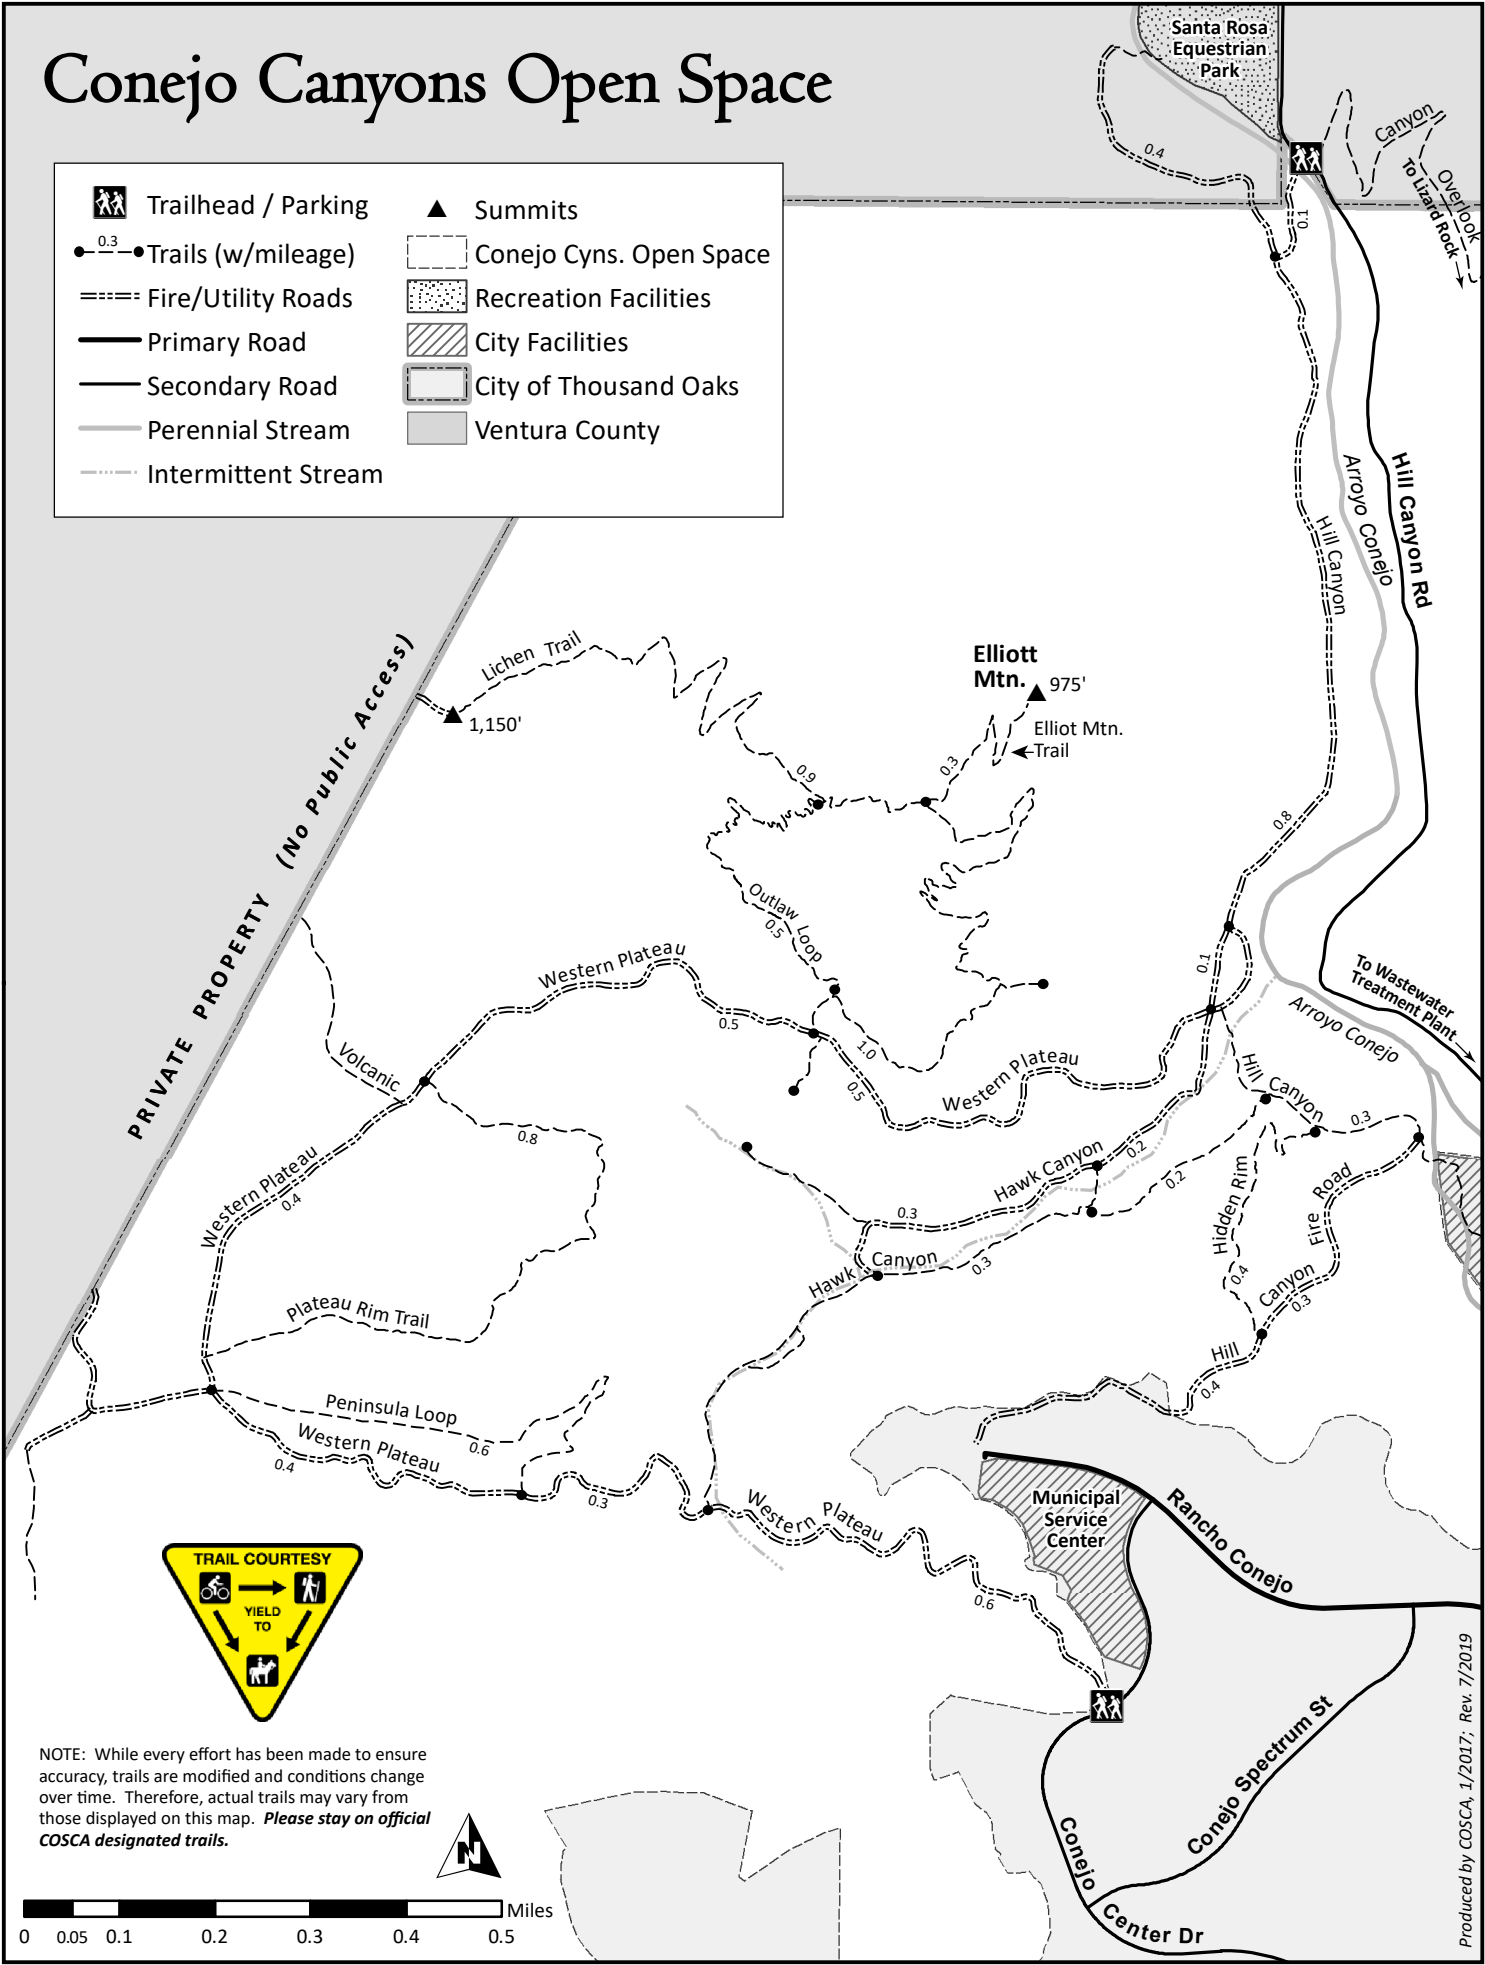 Conejo Canyons Open Space
Santa Rosa
Equestrian
Park
Trailhead / Parking
0.3
Trails (w/mileage)
Fire/Utility Roads
Primary Road
Secondary Road
Perennial Stream
Intermittent Stream
Summits
Conejo Cyns. Open Space
Recreation Facilities
City Facilities
City of Thousand Oaks
Ventura County
0.4
0.1
Canyon
Overlook
To Lizard Rock
Hill Canyon Rd
Arroyo Conejo
Hill Canyon
PRIVATE PROPERTY (No Public Access)
Lichen Trail
1,150'
Elliott
Mtn.
975'
Elliot Mtn.
Trail
0.9
0.3
0.8
Outlaw Loop
0.5
Western Plateau
0.5
0.1
To Wastewater
Treatment Plant
Arroyo Conejo
1.0
0.5
Western Plateau
Volcanic
0.8
Hill Canyon
0.3
Western Plateau
0.4
Hawk Canyon
0.2
0.2
0.3
Hidden Rim
0.4
Hill Canyon Fire Road
0.3
0.4
Hawk Canyon
0.3
Plateau Rim Trail
Peninsula Loop
0.6
Western Plateau
0.4
0.3
Western Plateau
0.6
Municipal
Service
Center
Rancho Conejo
TRAIL COURTESY
YIELD
TO
Conejo Spectrum St
Conejo Center Dr
NOTE: While every effort has been made to ensure
accuracy, trails are modified and conditions change
over time. Therefore, actual trails may vary from
those displayed on this map. Please stay on official
COSCA designated trails.
N
Miles
0 0.05 0.1 0.2 0.3 0.4 0.5
Produced by COSCA, 1/2017; Rev. 7/2019